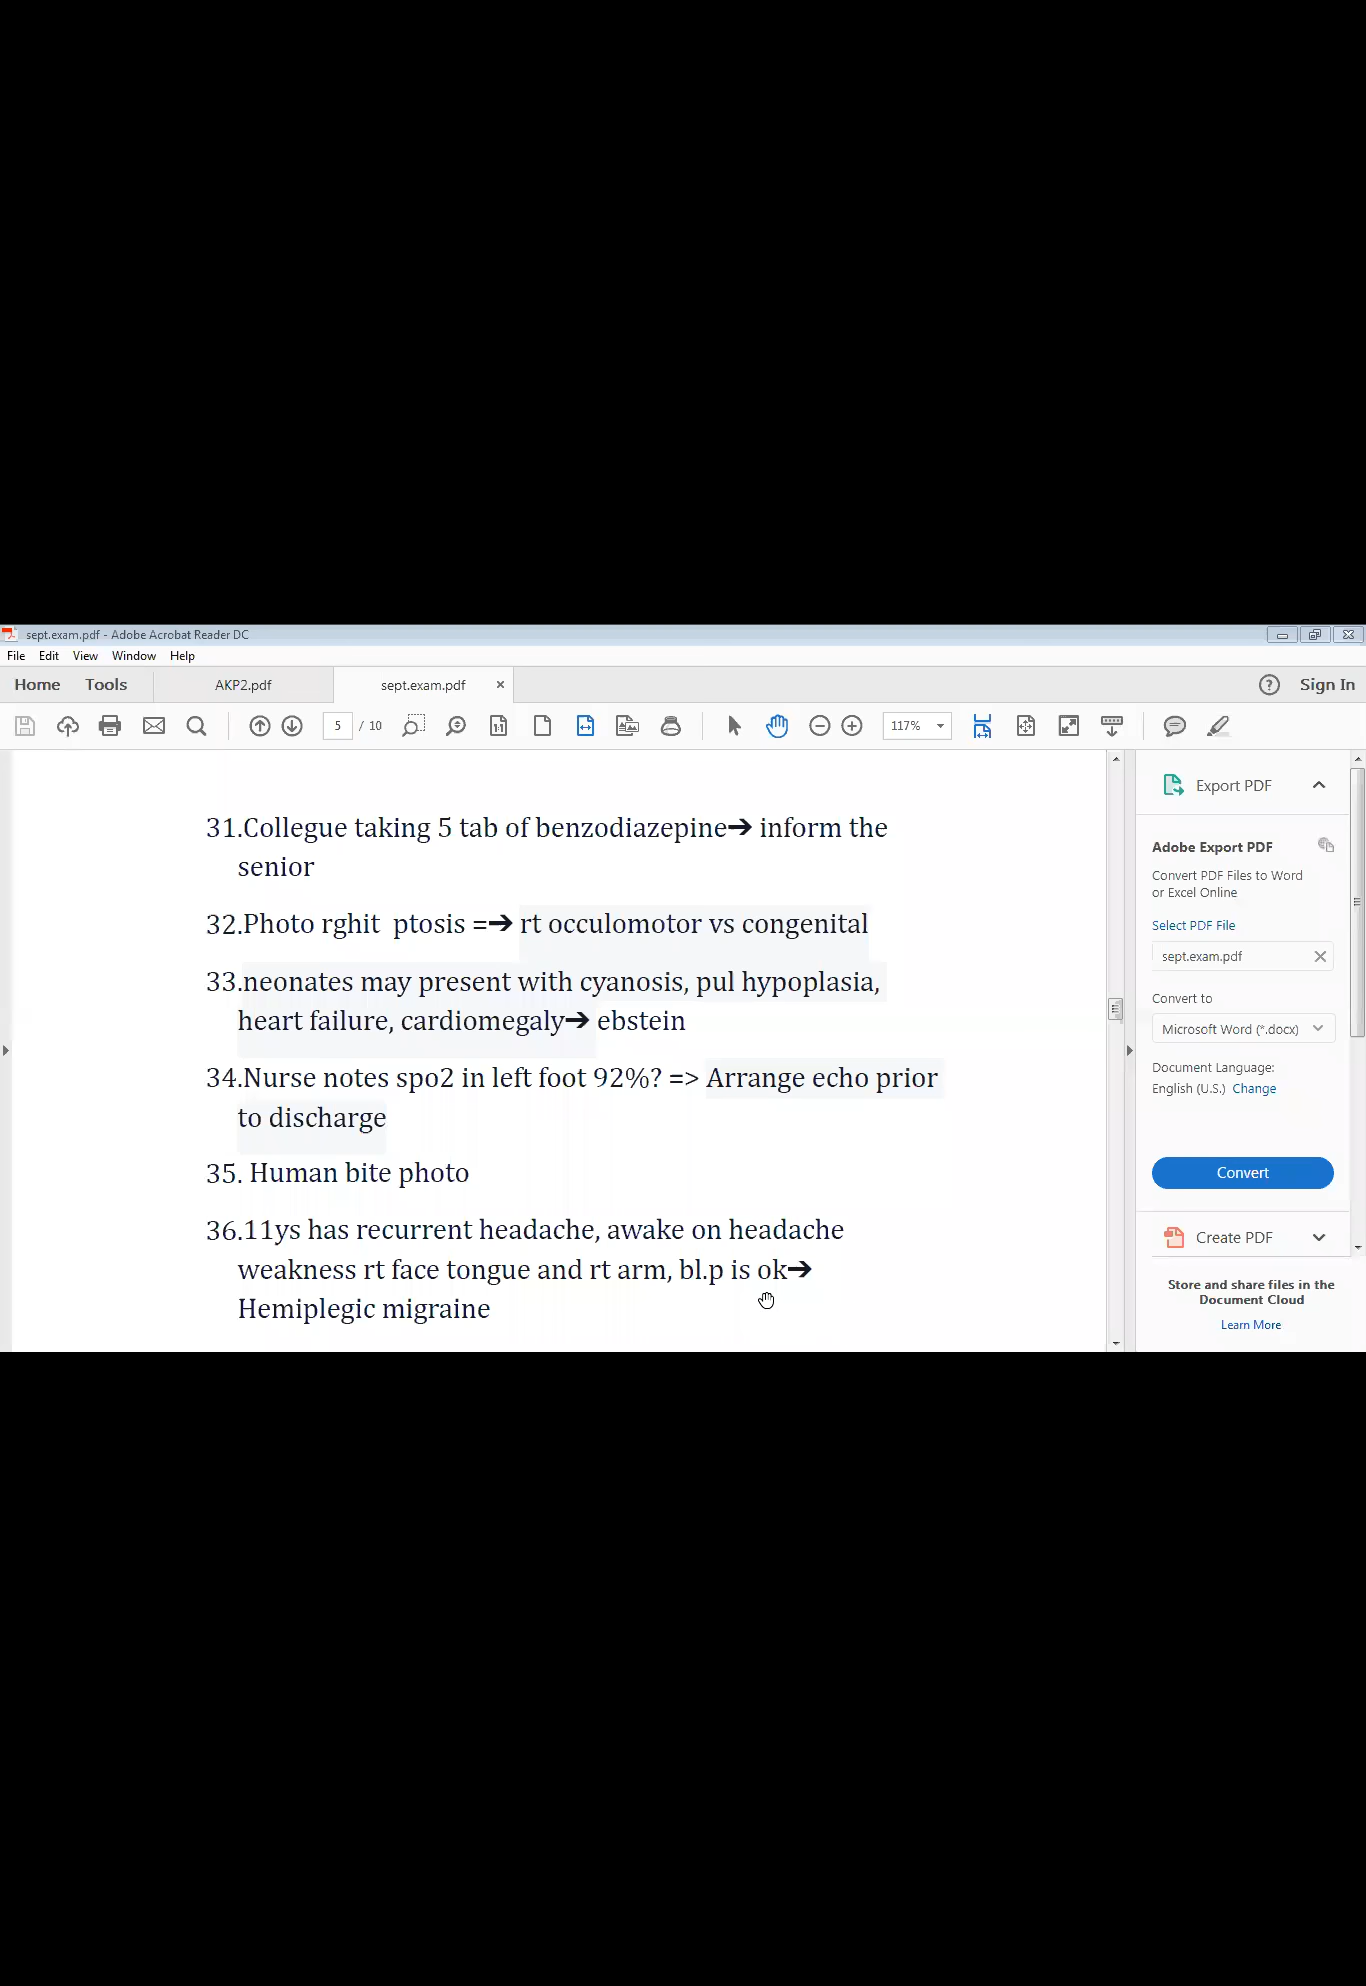 sept.exam.pdf - Adobe Acrobat Reader DC
File Edit View Window Help
Home Tools AKP2.pdf sept.exam.pdf × ? Sign In
5 / 10 1:1 117%
31.Collegue taking 5 tab of benzodiazepine➔ inform the
senior
32.Photo rghit ptosis =➔ rt occulomotor vs congenital
33.neonates may present with cyanosis, pul hypoplasia,
heart failure, cardiomegaly➔ ebstein
34.Nurse notes spo2 in left foot 92%? => Arrange echo prior
to discharge
35. Human bite photo
36.11ys has recurrent headache, awake on headache
weakness rt face tongue and rt arm, bl.p is ok➔
Hemiplegic migraine
Export PDF
Adobe Export PDF
Convert PDF Files to Word
or Excel Online
Select PDF File
sept.exam.pdf
Convert to
Microsoft Word (*.docx)
Document Language:
English (U.S.) Change
Convert
Create PDF
Store and share files in the
Document Cloud
Learn More